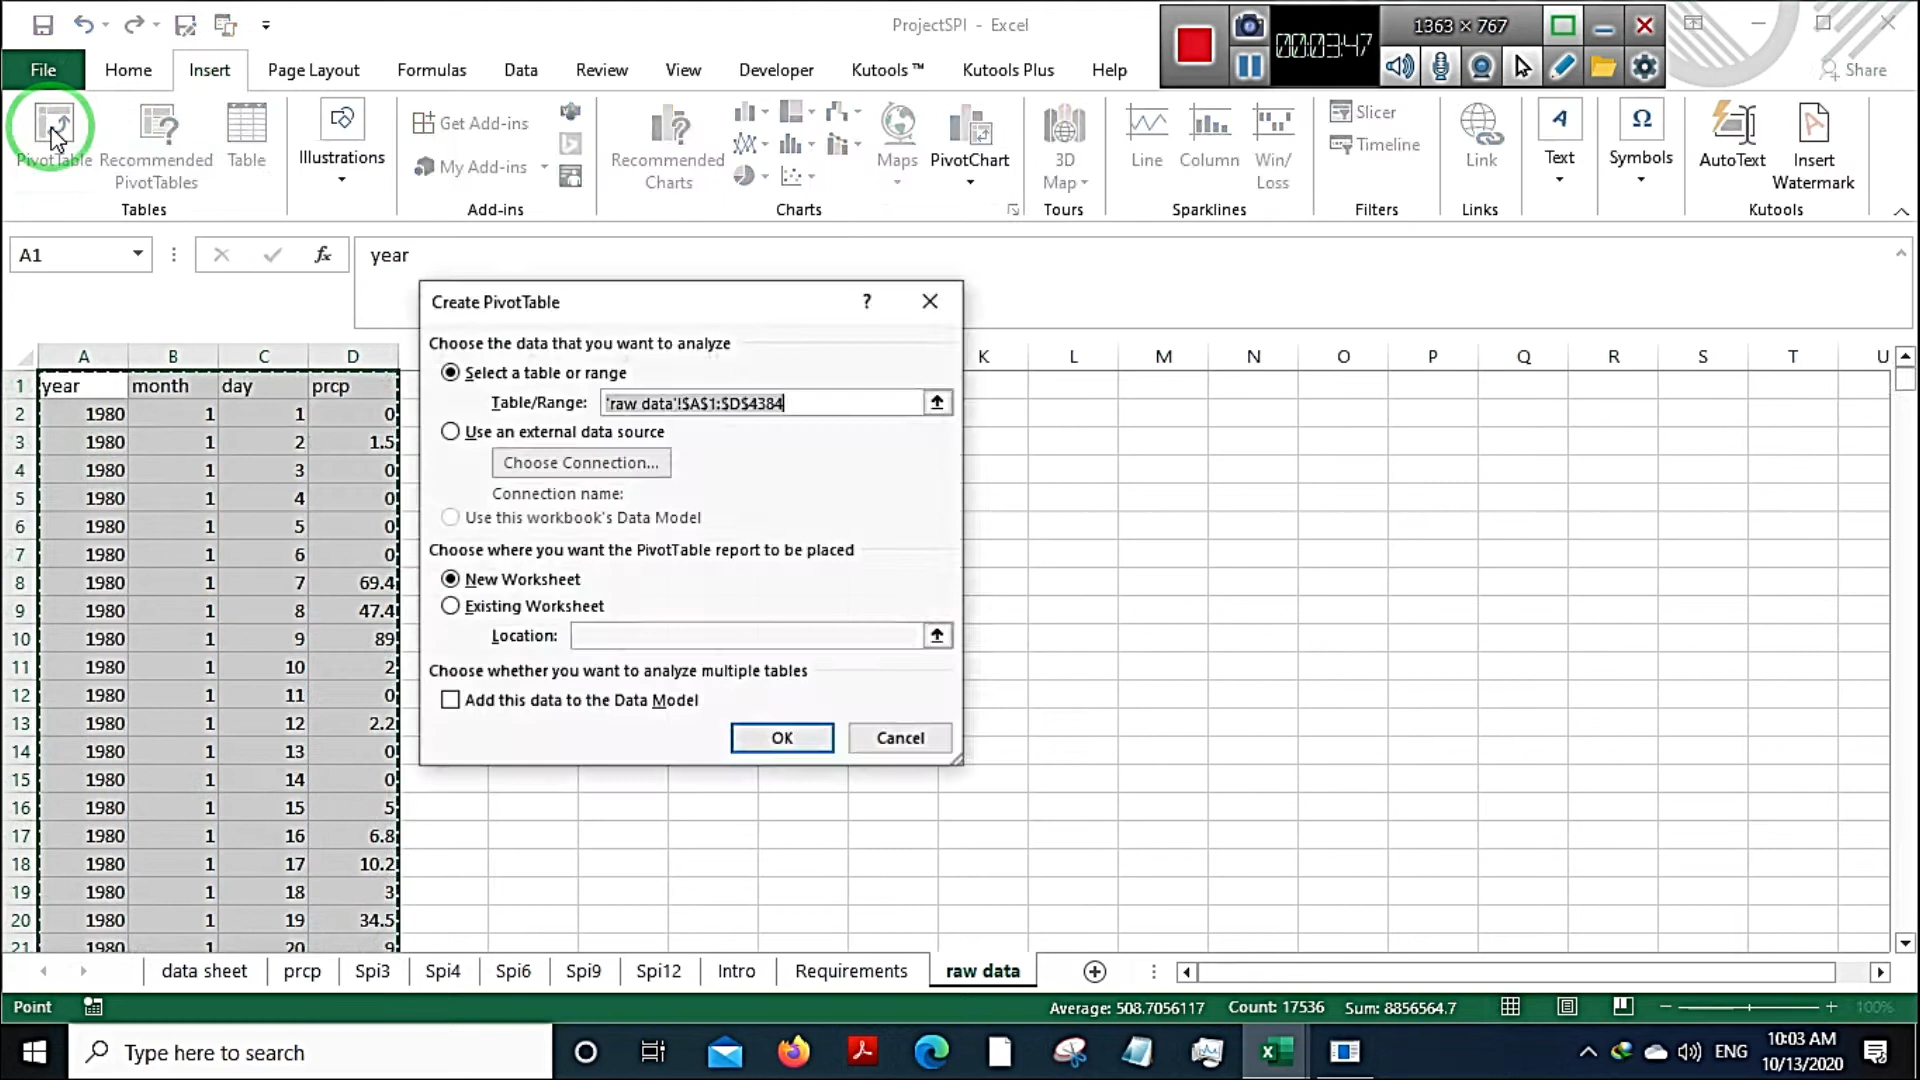 ProjectSPI - Excel
00:03:47
1363 × 767
File Home Insert Page Layout Formulas Data Review View Developer Kutools ™ Kutools Plus Help Share
PivotTable Recommended PivotTables Table
Tables
Illustrations
Get Add-ins
My Add-ins
Add-ins
Recommended Charts
Maps PivotChart
Charts
3D Map
Tours
Line Column Win/ Loss
Sparklines
Slicer
Timeline
Filters
Link
Links
Text
Symbols
AutoText Insert Watermark
Kutools
A1 fx year
Create PivotTable ?
Choose the data that you want to analyze
Select a table or range
Table/Range: 'raw data'!$A$1:$D$4384
Use an external data source
Choose Connection...
Connection name:
Use this workbook's Data Model
Choose where you want the PivotTable report to be placed
New Worksheet
Existing Worksheet
Location:
Choose whether you want to analyze multiple tables
Add this data to the Data Model
OK Cancel
A B C D K L M N O P Q R S T U
1 year month day prcp
2 1980 1 1 0
3 1980 1 2 1.5
4 1980 1 3 0
5 1980 1 4 0
6 1980 1 5 0
7 1980 1 6 0
8 1980 1 7 69.4
9 1980 1 8 47.4
10 1980 1 9 89
11 1980 1 10 2
12 1980 1 11 0
13 1980 1 12 2.2
14 1980 1 13 0
15 1980 1 14 0
16 1980 1 15 5
17 1980 1 16 6.8
18 1980 1 17 10.2
19 1980 1 18 3
20 1980 1 19 34.5
21 1980 1 20 9
data sheet prcp Spi3 Spi4 Spi6 Spi9 Spi12 Intro Requirements raw data
Point Average: 508.7056117 Count: 17536 Sum: 8856564.7 100%
Type here to search
ENG
10:03 AM
10/13/2020